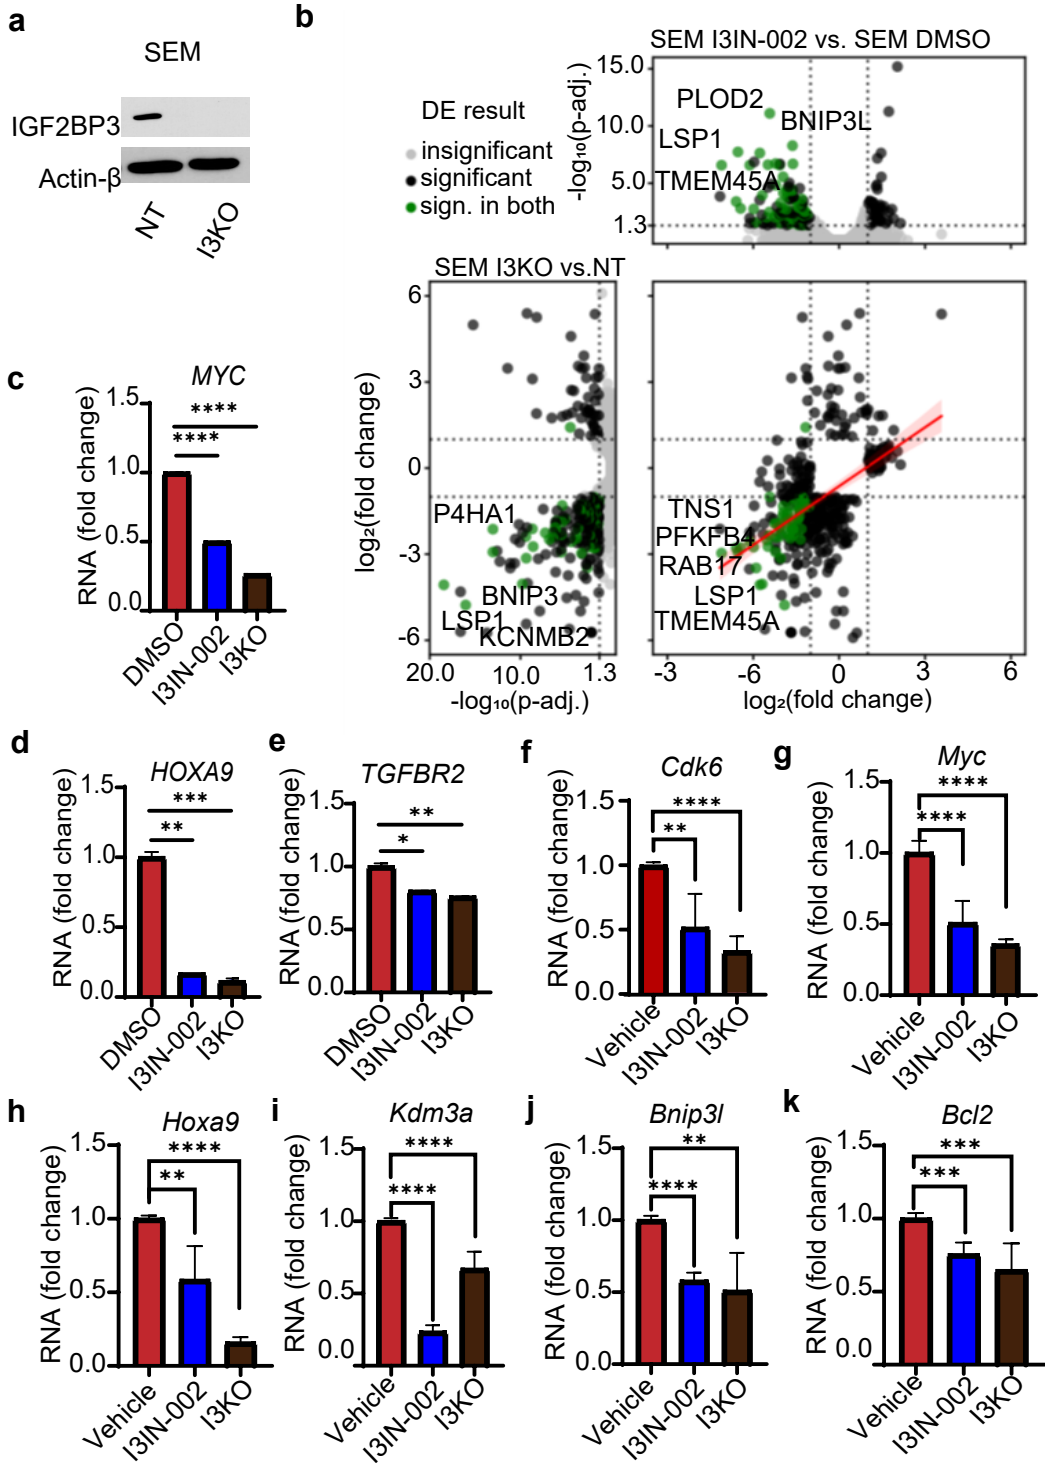 a
SEM
IGF2BP3
Actin-β
NT
I3KO
b
SEM I3IN-002 vs. SEM DMSO
DE result
insignificant
significant
sign. in both
-log₁₀(p-adj.)
15.0
10.0
5.0
1.3
PLOD2
BNIP3L
LSP1
TMEM45A
SEM I3KO vs.NT
log₂(fold change)
6
3
0
-3
-6
P4HA1
BNIP3
LSP1
KCNMB2
20.0
10.0
1.3
-log₁₀(p-adj.)
TNS1
PFKFB4
RAB17
LSP1
TMEM45A
-3
-6
0
3
6
log₂(fold change)
c
MYC
RNA (fold change)
1.5
1.0
0.5
0.0
****
****
DMSO
I3IN-002
I3KO
d
HOXA9
RNA (fold change)
1.5
1.0
0.5
0.0
***
**
DMSO
I3IN-002
I3KO
e
TGFBR2
RNA (fold change)
1.5
1.0
0.5
0.0
**
*
DMSO
I3IN-002
I3KO
f
Cdk6
RNA (fold change)
1.5
1.0
0.5
0.0
****
**
Vehicle
I3IN-002
I3KO
g
Myc
RNA (fold change)
1.5
1.0
0.5
0.0
****
****
Vehicle
I3IN-002
I3KO
h
Hoxa9
RNA (fold change)
1.5
1.0
0.5
0.0
****
**
Vehicle
I3IN-002
I3KO
i
Kdm3a
RNA (fold change)
1.5
1.0
0.5
0.0
****
****
Vehicle
I3IN-002
I3KO
j
Bnip3l
RNA (fold change)
1.5
1.0
0.5
0.0
**
****
Vehicle
I3IN-002
I3KO
k
Bcl2
RNA (fold change)
1.5
1.0
0.5
0.0
***
***
Vehicle
I3IN-002
I3KO